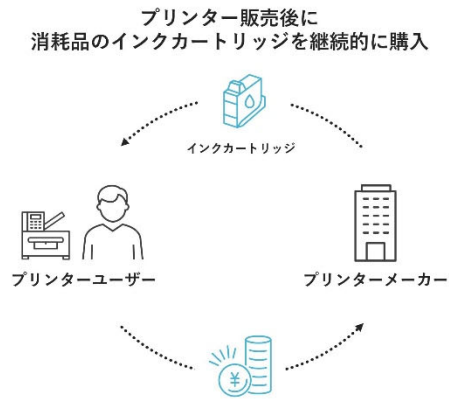 プリンター販売後に
消耗品のインクカートリッジを継続的に購入
インクカートリッジ
プリンターユーザー
プリンターメーカー
¥